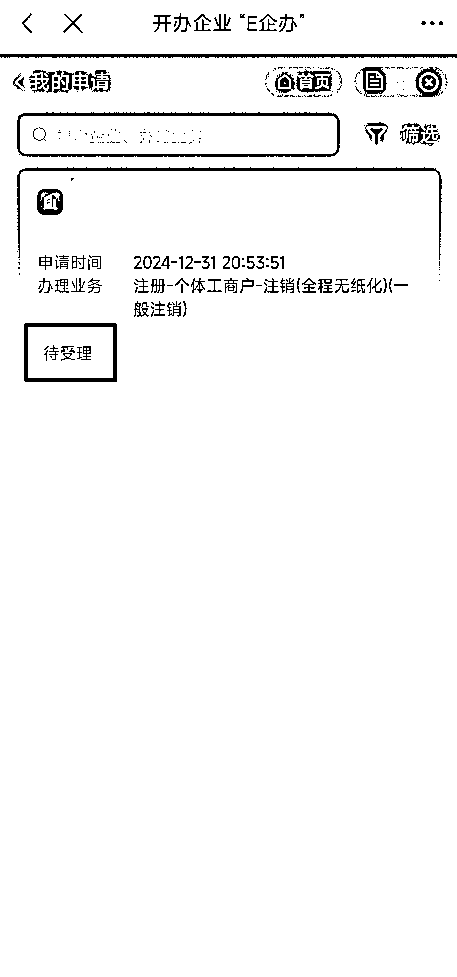 开办企业“E企办”
我的申请
首页
筛选
申请时间 2024-12-31 20:53:51
办理业务 注册-个体工商户-注销(全程无纸化)(一
般注销)
待受理